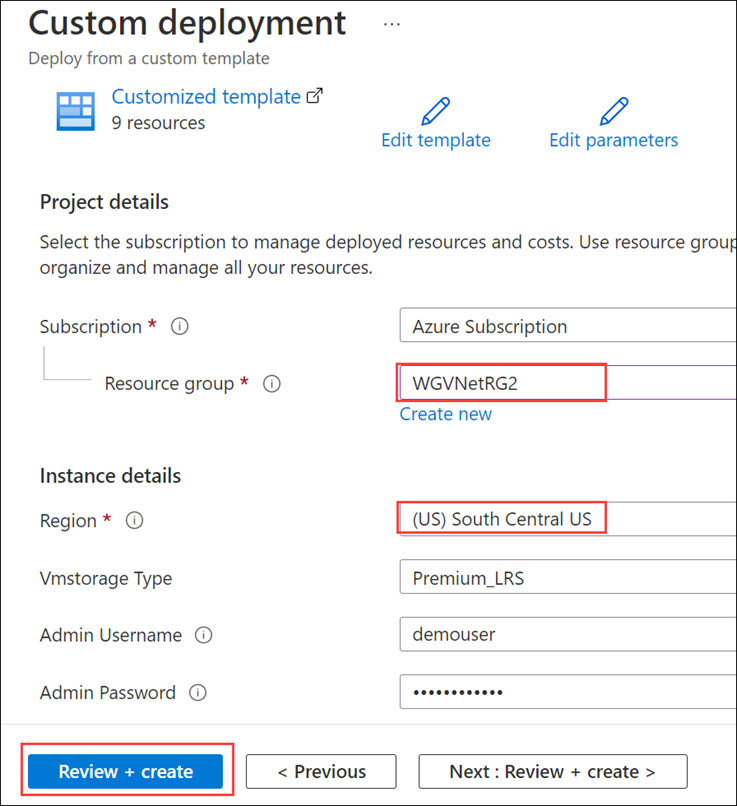 Custom deployment ...
Deploy from a custom template
Customized template
9 resources
Edit template
Edit parameters
Project details
Select the subscription to manage deployed resources and costs. Use resource group
organize and manage all your resources.
Subscription *
Azure Subscription
Resource group *
WGVNetRG2
Create new
Instance details
Region *
(US) South Central US
Vmstorage Type
Premium_LRS
Admin Username
demouser
Admin Password
••••••••••••
Review + create
< Previous
Next : Review + create >